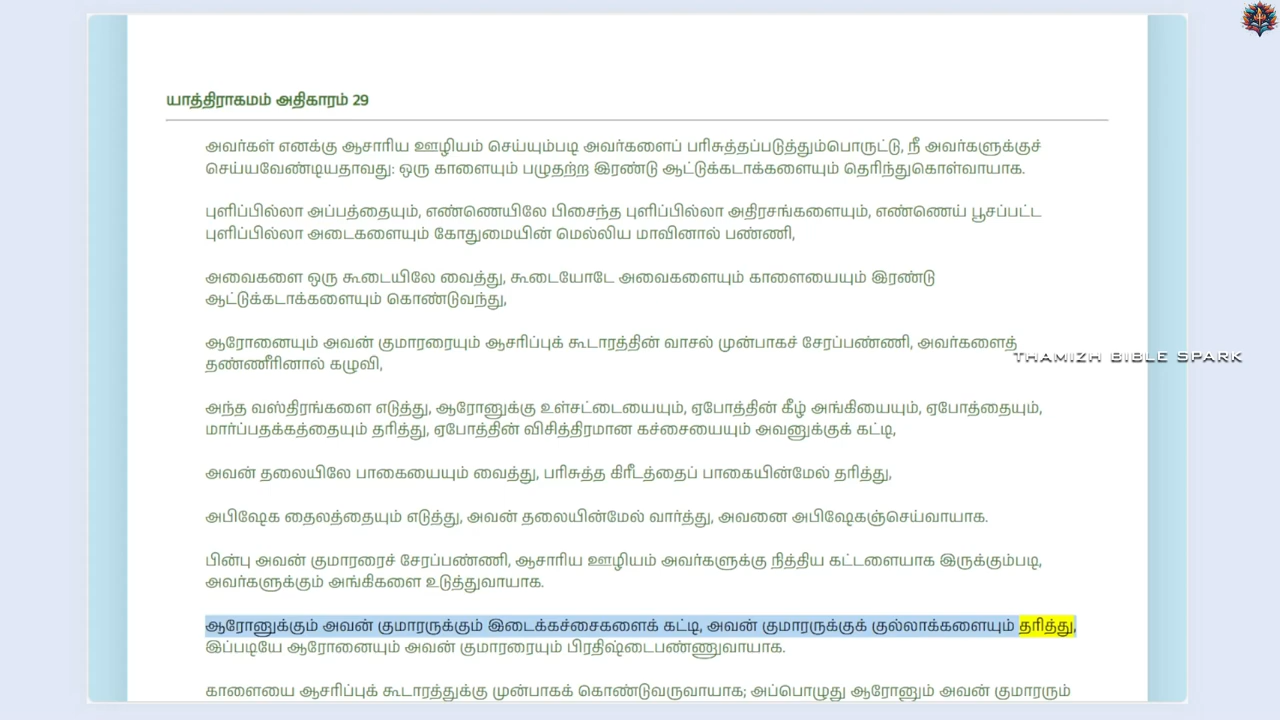 யாத்திராகமம் அதிகாரம் 29
அவர்கள் எனக்கு ஆசாரிய ஊழியம் செய்யும்படி அவர்களைப் பரிசுத்தப்படுத்தும்பொருட்டு, நீ அவர்களுக்குச்
செய்யவேண்டியதாவது: ஒரு காளையும் பழுதற்ற இரண்டு ஆட்டுக்கடாக்களையும் தெரிந்துகொள்வாயாக.
புளிப்பில்லா அப்பத்தையும், எண்ணெயிலே பிசைந்த புளிப்பில்லா அதிரசங்களையும், எண்ணெய் பூசப்பட்ட
புளிப்பில்லா அடைகளையும் கோதுமையின் மெல்லிய மாவினால் பண்ணி,
அவைகளை ஒரு கூடையிலே வைத்து, கூடையோடே அவைகளையும் காளையையும் இரண்டு
ஆட்டுக்கடாக்களையும் கொண்டுவந்து,
ஆரோனையும் அவன் குமாரரையும் ஆசரிப்புக் கூடாரத்தின் வாசல் முன்பாகச் சேரப்பண்ணி, அவர்களைத்
தண்ணீரினால் கழுவி,
THAMIZH BIBLE SPARK
அந்த வஸ்திரங்களை எடுத்து, ஆரோனுக்கு உள்சட்டையையும், ஏபோத்தின் கீழ் அங்கியையும், ஏபோத்தையும்,
மார்ப்பதக்கத்தையும் தரித்து, ஏபோத்தின் விசித்திரமான கச்சையையும் அவனுக்குக் கட்டி,
அவன் தலையிலே பாகையையும் வைத்து, பரிசுத்த கிரீடத்தைப் பாகையின்மேல் தரித்து,
அபிஷேக தைலத்தையும் எடுத்து, அவன் தலையின்மேல் வார்த்து, அவனை அபிஷேகஞ்செய்வாயாக.
பின்பு அவன் குமாரரைச் சேரப்பண்ணி, ஆசாரிய ஊழியம் அவர்களுக்கு நித்திய கட்டளையாக இருக்கும்படி,
அவர்களுக்கும் அங்கிகளை உடுத்துவாயாக.
ஆரோனுக்கும் அவன் குமாரருக்கும் இடைக்கச்சைகளைக் கட்டி, அவன் குமாரருக்குக் குல்லாக்களையும் தரித்து,
இப்படியே ஆரோனையும் அவன் குமாரரையும் பிரதிஷ்டைபண்ணுவாயாக.
காளையை ஆசரிப்புக் கூடாரத்துக்கு முன்பாகக் கொண்டுவருவாயாக; அப்பொழுது ஆரோனும் அவன் குமாரரும்